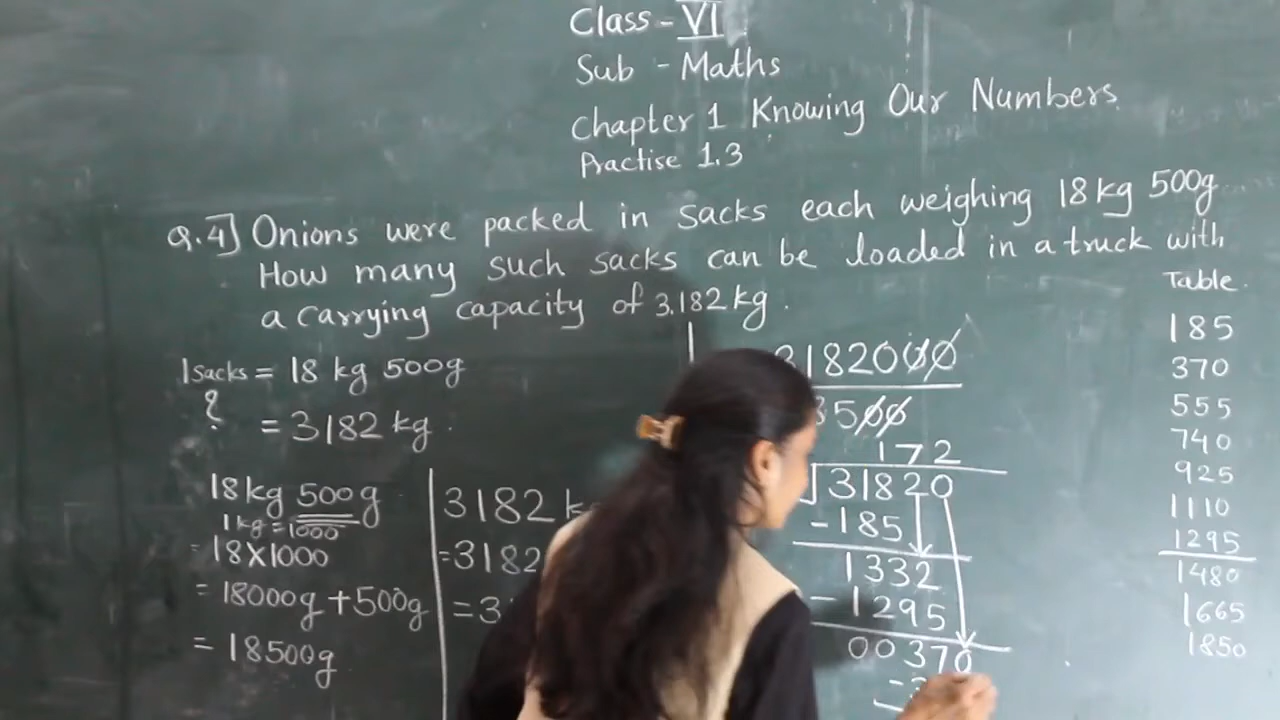 Class - VI
Sub - Maths
Chapter 1 Knowing Our Numbers
Practise 1.3
Q.4] Onions were packed in sacks each weighing 18 kg 500g
How many such sacks can be loaded in a truck with
a carrying capacity of 3,182 kg.
1 Sacks = 18 kg 500g
? = 3182 kg.
18 kg 500 g
1 kg = 1000
= 18 X 1000
= 18000g + 500g
= 18500g
3182
= 3182
182000
500
172
31820
- 185
1332
- 1295
00370
-
Table.
185
370
555
740
925
1110
1295
1480
1665
1850